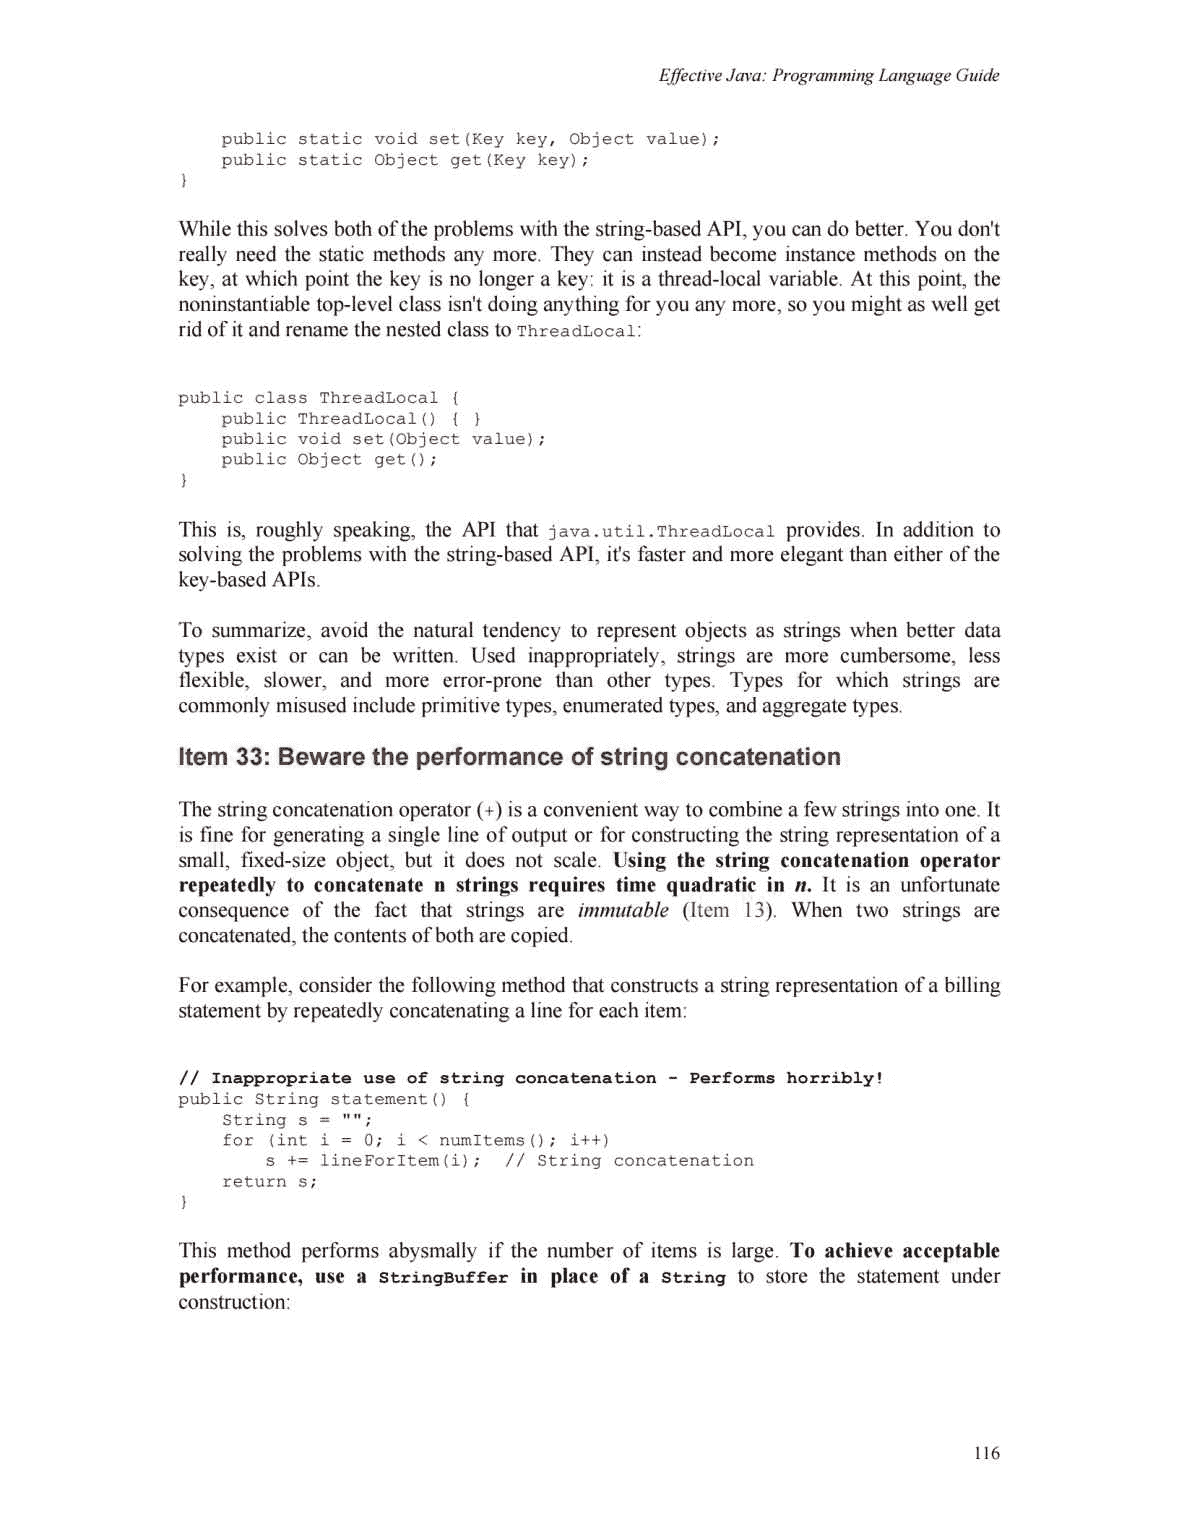 Effective Java: Programming Language Guide
public static void set(Key key, Object value);
public static Object get(Key key);
}
While this solves both of the problems with the string-based API, you can do better. You don't
really need the static methods any more. They can instead become instance methods on the
key, at which point the key is no longer a key: it is a thread-local variable. At this point, the
noninstantiable top-level class isn't doing anything for you any more, so you might as well get
rid of it and rename the nested class to ThreadLocal:
public class ThreadLocal {
public ThreadLocal() { }
public void set(Object value);
public Object get();
}
This is, roughly speaking, the API that java.util.ThreadLocal provides. In addition to
solving the problems with the string-based API, it's faster and more elegant than either of the
key-based APIs.
To summarize, avoid the natural tendency to represent objects as strings when better data
types exist or can be written. Used inappropriately, strings are more cumbersome, less
flexible, slower, and more error-prone than other types. Types for which strings are
commonly misused include primitive types, enumerated types, and aggregate types.
Item 33: Beware the performance of string concatenation
The string concatenation operator (+) is a convenient way to combine a few strings into one. It
is fine for generating a single line of output or for constructing the string representation of a
small, fixed-size object, but it does not scale. Using the string concatenation operator
repeatedly to concatenate n strings requires time quadratic in n. It is an unfortunate
consequence of the fact that strings are immutable (Item 13). When two strings are
concatenated, the contents of both are copied.
For example, consider the following method that constructs a string representation of a billing
statement by repeatedly concatenating a line for each item:
// Inappropriate use of string concatenation - Performs horribly!
public String statement() {
String s = "";
for (int i = 0; i < numItems(); i++)
s += lineForItem(i);  // String concatenation
return s;
}
This method performs abysmally if the number of items is large. To achieve acceptable
performance, use a StringBuffer in place of a String to store the statement under
construction:
116